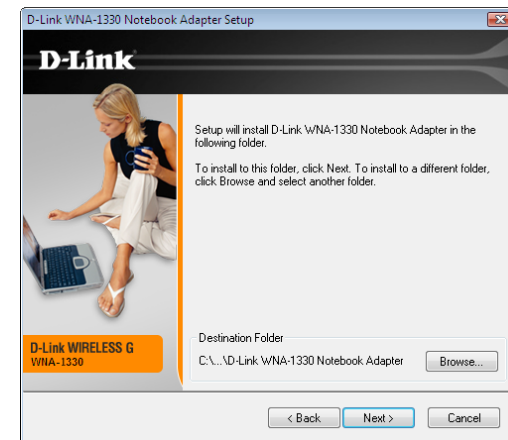 D-Link WNA-1330 Notebook Adapter Setup
D-Link
Setup will install D-Link WNA-1330 Notebook Adapter in the
following folder.
To install to this folder, click Next. To install to a different folder,
click Browse and select another folder.
D-Link WIRELESS G
WNA-1330
Destination Folder
C:\...\D-Link WNA-1330 Notebook Adapter
Browse...
< Back
Next >
Cancel